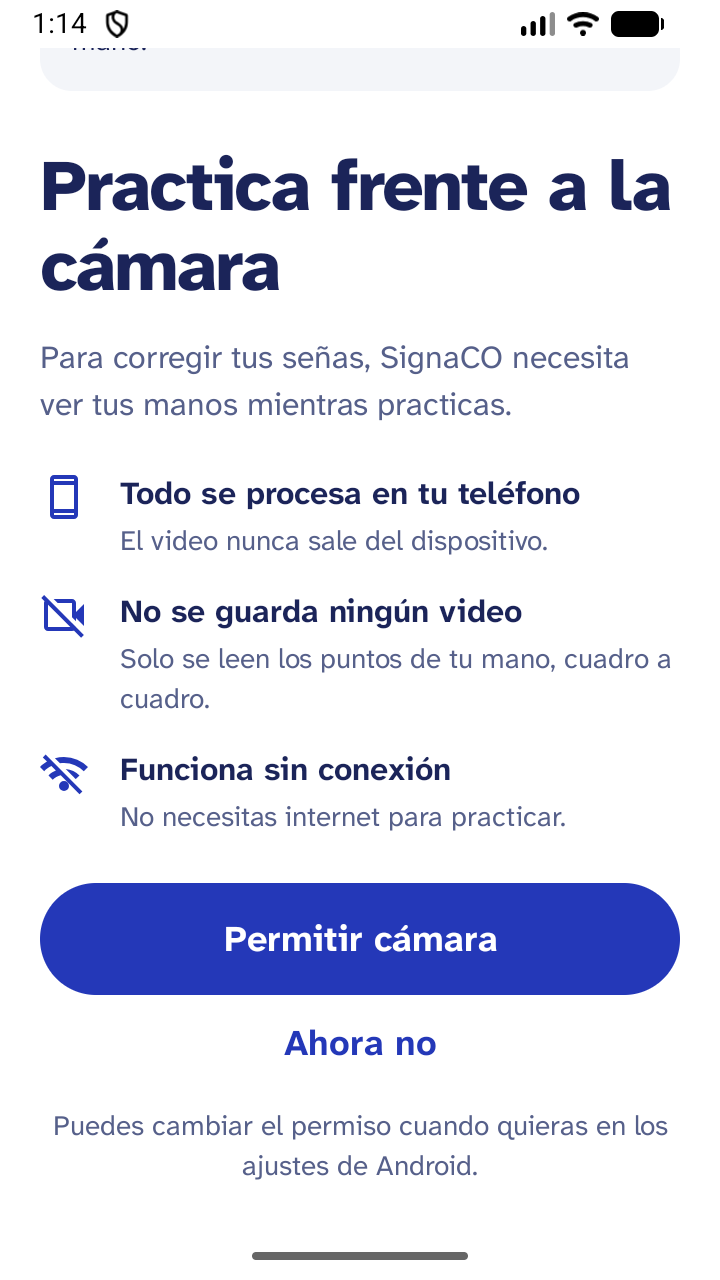 1:14
Practica frente a la
cámara
Para corregir tus señas, SignaCO necesita
ver tus manos mientras practicas.
Todo se procesa en tu teléfono
El video nunca sale del dispositivo.
No se guarda ningún video
Solo se leen los puntos de tu mano, cuadro a
cuadro.
Funciona sin conexión
No necesitas internet para practicar.
Permitir cámara
Ahora no
Puedes cambiar el permiso cuando quieras en los
ajustes de Android.